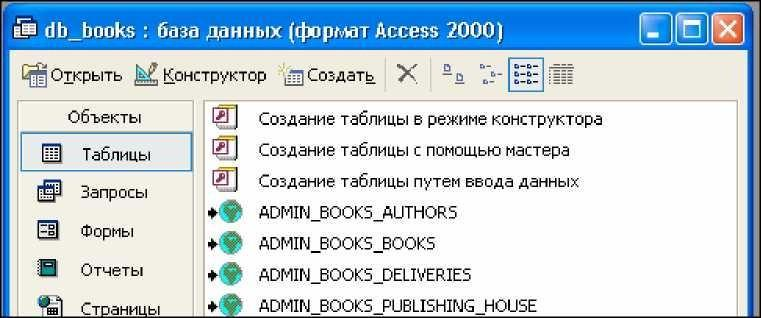 db_books : база данных (формат Access 2000)
Открыть Конструктор Создать
Объекты
Таблицы
Запросы
Формы
Отчеты
Страницы
Создание таблицы в режиме конструктора
Создание таблицы с помощью мастера
Создание таблицы путем ввода данных
ADMIN_BOOKS_AUTHORS
ADMIN_BOOKS_BOOKS
ADMIN_BOOKS_DELIVERIES
ADMIN_BOOKS_PUBLISHING_HOUSE